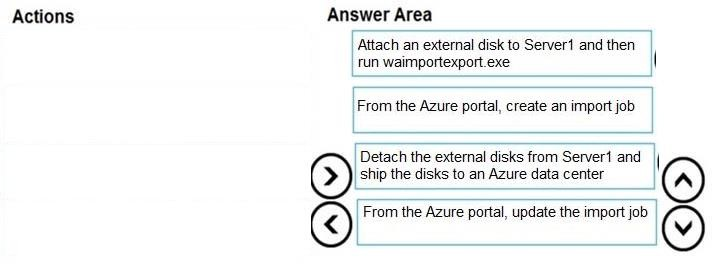 Actions
Answer Area
Attach an external disk to Server1 and then
run waimportexport.exe
From the Azure portal, create an import job
Detach the external disks from Server1 and
ship the disks to an Azure data center
From the Azure portal, update the import job